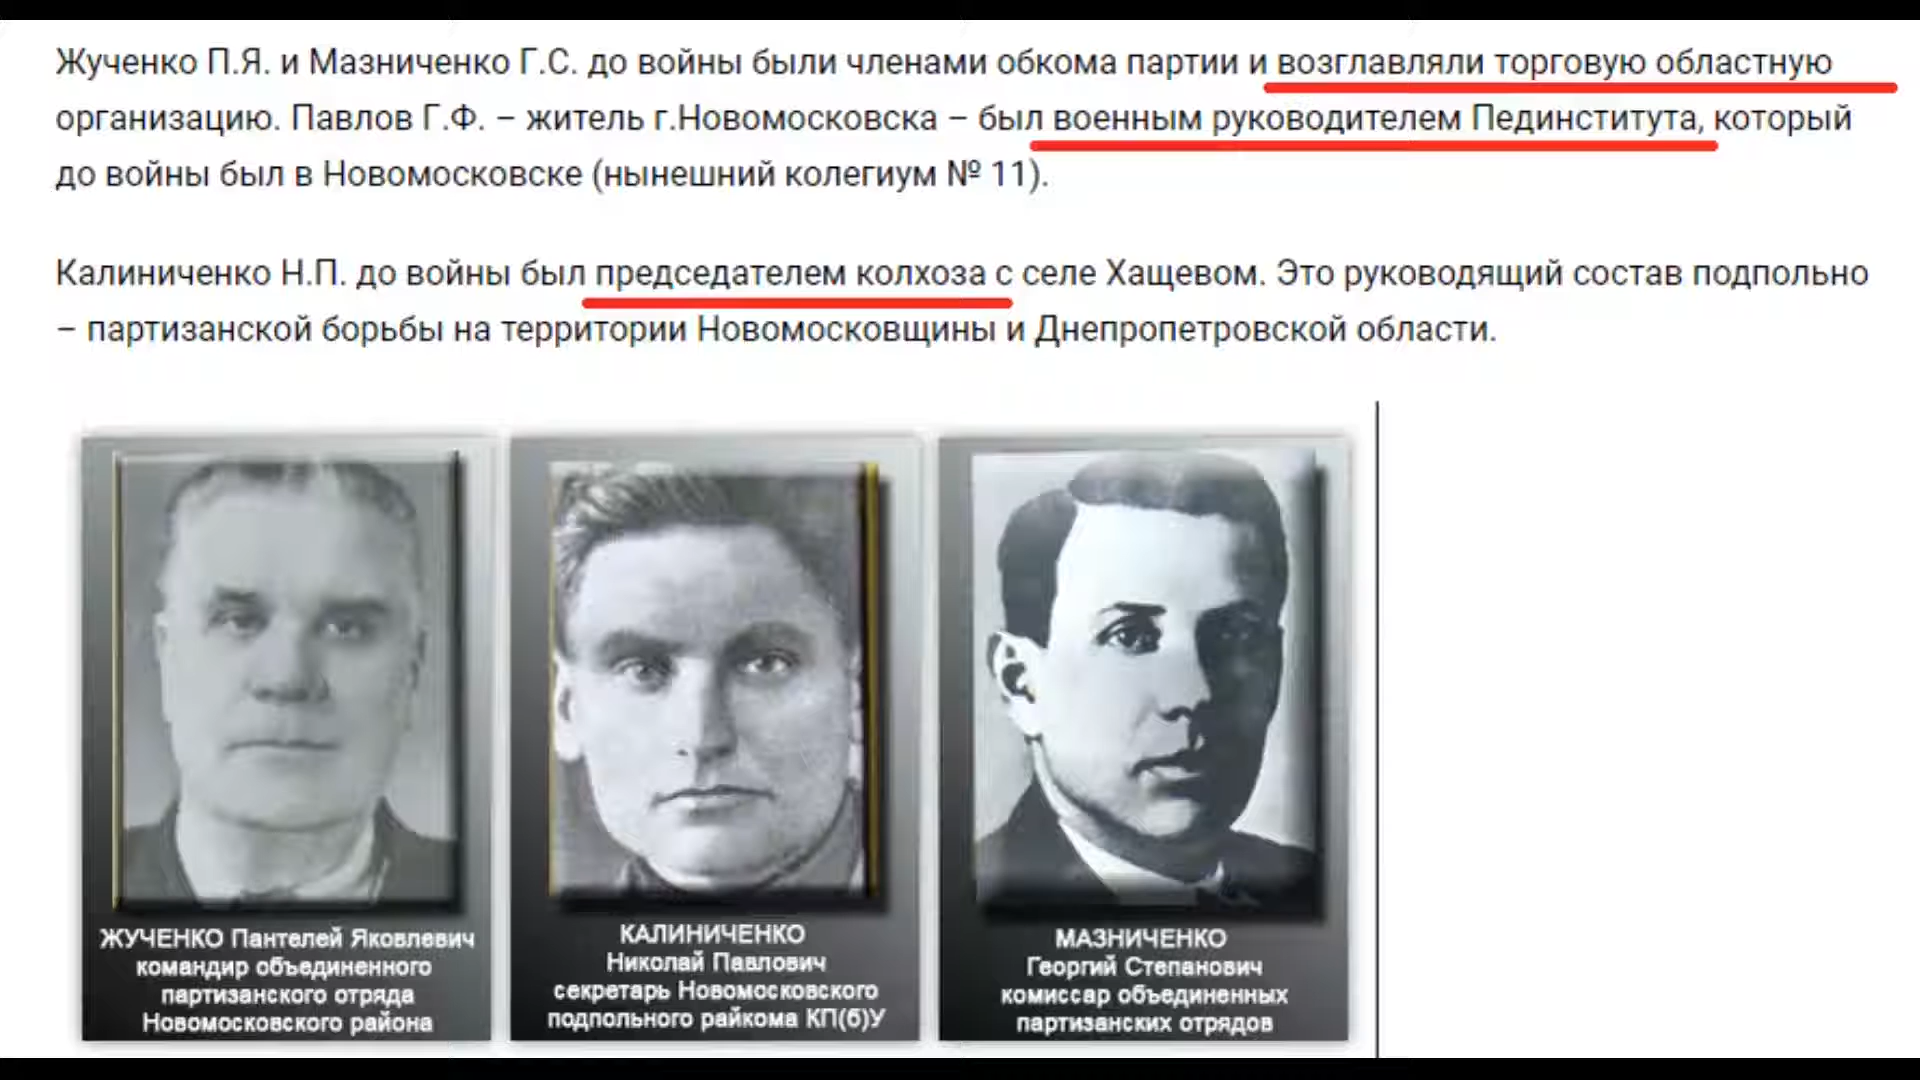 Жученко П.Я. и Мазниченко Г.С. до войны были членами обкома партии и возглавляли торговую областную
организацию. Павлов Г.Ф. – житель г.Новомосковска – был военным руководителем Пединститута, который
до войны был в Новомосковске (нынешний колегиум № 11).
Калиниченко Н.П. до войны был председателем колхоза с селе Хащевом. Это руководящий состав подпольно
– партизанской борьбы на территории Новомосковщины и Днепропетровской области.
ЖУЧЕНКО Пантелей Яковлевич
командир объединенного
партизанского отряда
Новомосковского района
КАЛИНИЧЕНКО
Николай Павлович
секретарь Новомосковского
подпольного райкома КП(б)У
МАЗНИЧЕНКО
Георгий Степанович
комиссар объединенных
партизанских отрядов